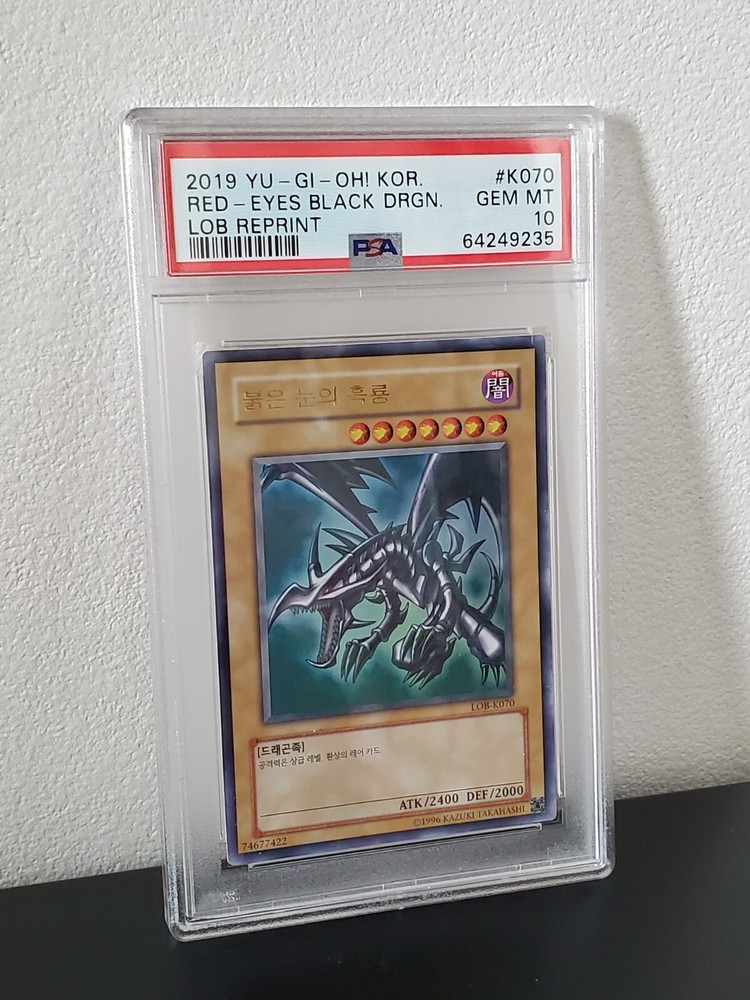 2019 YU-GI-OH! KOR. #K070
RED-EYES BLACK DRGN. GEM MT
LOB REPRINT 10
PSA 64249235
붉은 눈의 흑룡
어둠
闇
LOB-K070
[드래곤족]
공격력은 상급 레벨. 환상의 레어 카드.
ATK/2400 DEF/2000
74677422 ©1996 KAZUKI TAKAHASHI